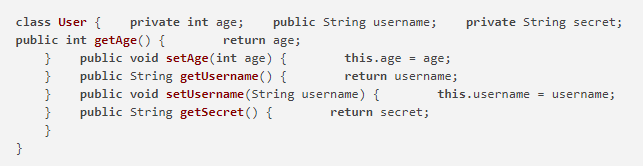 class User {    private int age;    public String username;    private String secret;
public int getAge() {        return age;
    }    public void setAge(int age) {        this.age = age;
    }    public String getUsername() {        return username;
    }    public void setUsername(String username) {        this.username = username;
    }    public String getSecret() {        return secret;
    }
}